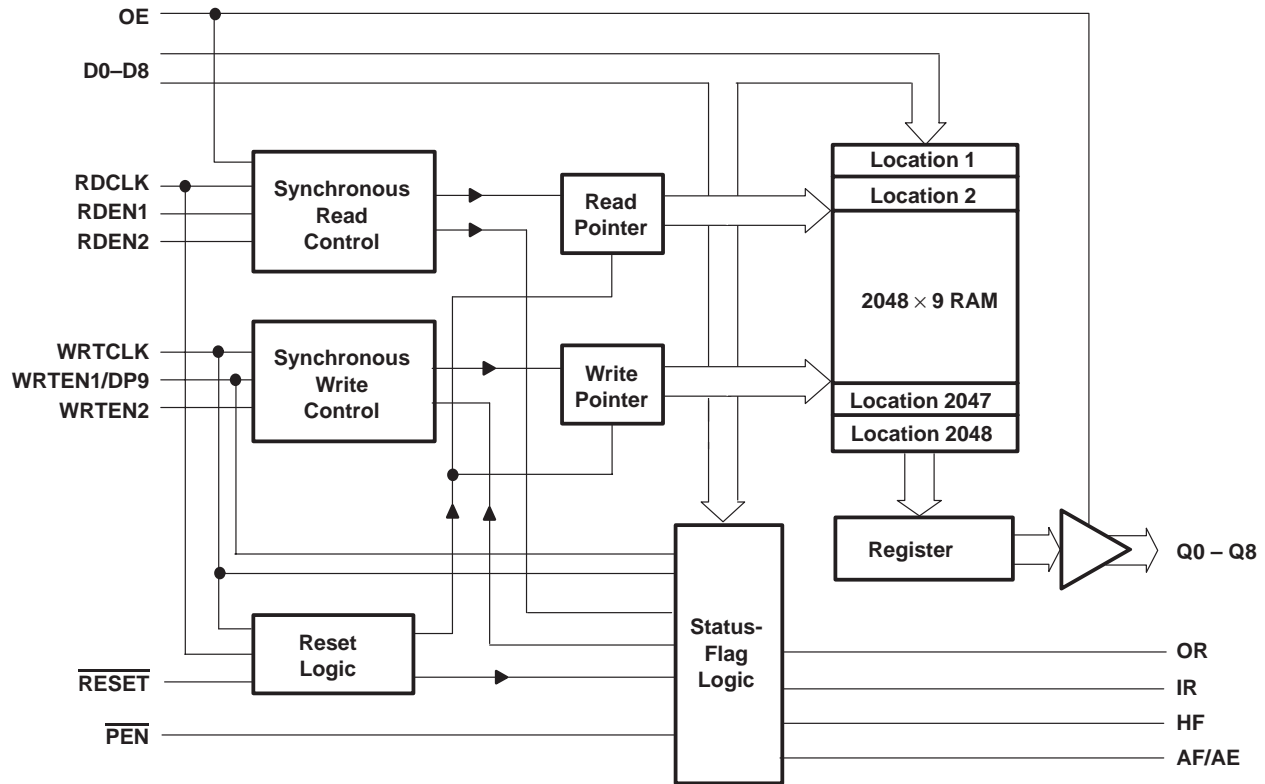 OE
D0–D8
RDCLK
RDEN1
RDEN2
Synchronous
Read
Control
Read
Pointer
Location 1
Location 2
2048 × 9 RAM
Location 2047
Location 2048
WRTCLK
WRTEN1/DP9
WRTEN2
Synchronous
Write
Control
Write
Pointer
Register
Q0 – Q8
Reset
Logic
Status-
Flag
Logic
RESET
PEN
OR
IR
HF
AF/AE